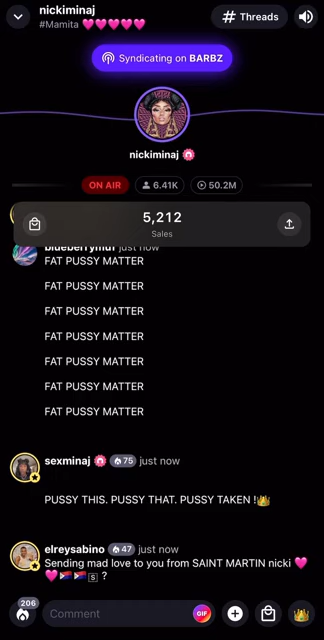 nickiminaj
#Mamita 💖💖💖💖💖
# Threads
Syndicating on BARBZ
nickiminaj
ON AIR
6.41K
50.2M
5,212
Sales
just now
FAT PUSSY MATTER
FAT PUSSY MATTER
FAT PUSSY MATTER
FAT PUSSY MATTER
FAT PUSSY MATTER
FAT PUSSY MATTER
FAT PUSSY MATTER
sexminaj 75 just now
PUSSY THIS. PUSSY THAT. PUSSY TAKEN !👑
elreysabino 47 just now
Sending mad love to you from SAINT MARTIN nicki 💖
💖🇸🇽🇸🇽🅂 ?
206
Comment
GIF